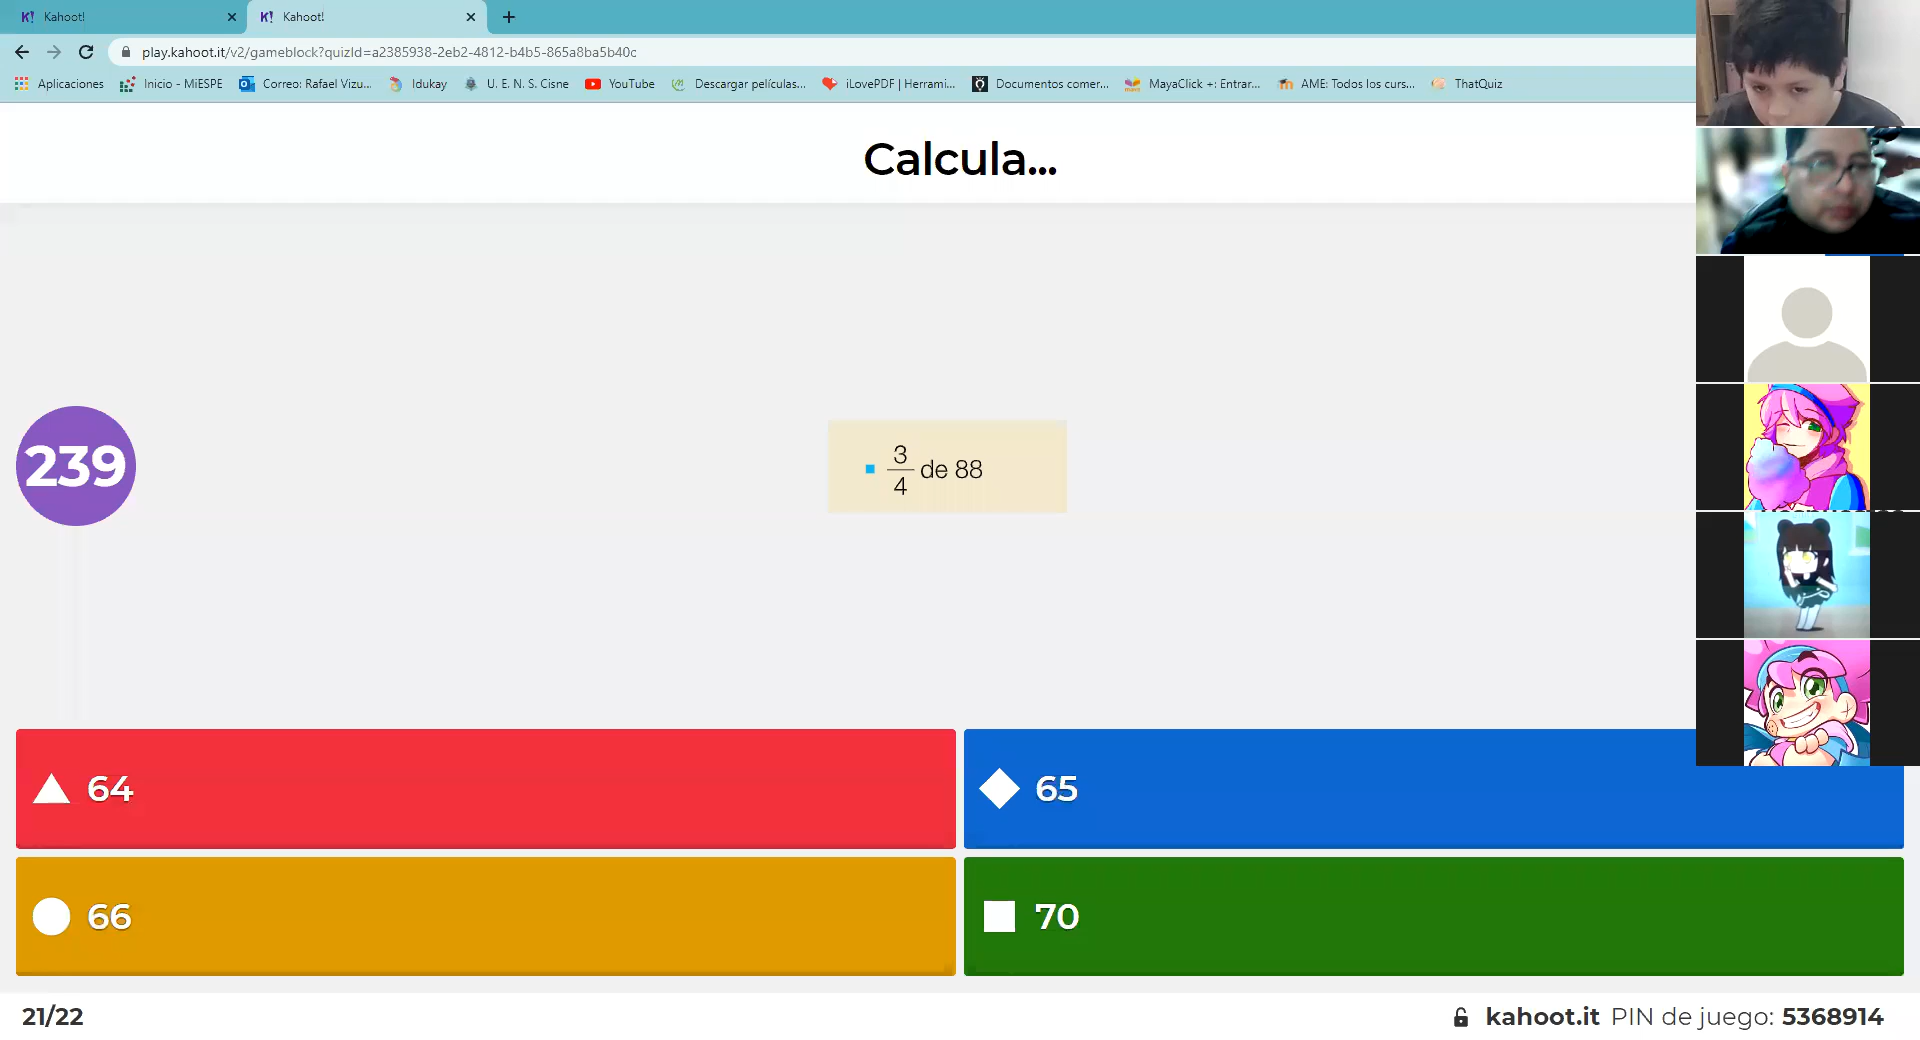 K! Kahoot!
K! Kahoot!
play.kahoot.it/v2/gameblock?quizId=a2385938-2eb2-4812-b4b5-865a8ba5b40c
Aplicaciones Inicio - MiESPE Correo: Rafael Vizu... Idukay U. E. N. S. Cisne YouTube Descargar películas... iLovePDF | Herrami... Documentos comer... MayaClick +: Entrar... AME: Todos los curs... ThatQuiz
Calcula...
239
3/4 de 88
64
65
66
70
21/22
kahoot.it PIN de juego: 5368914